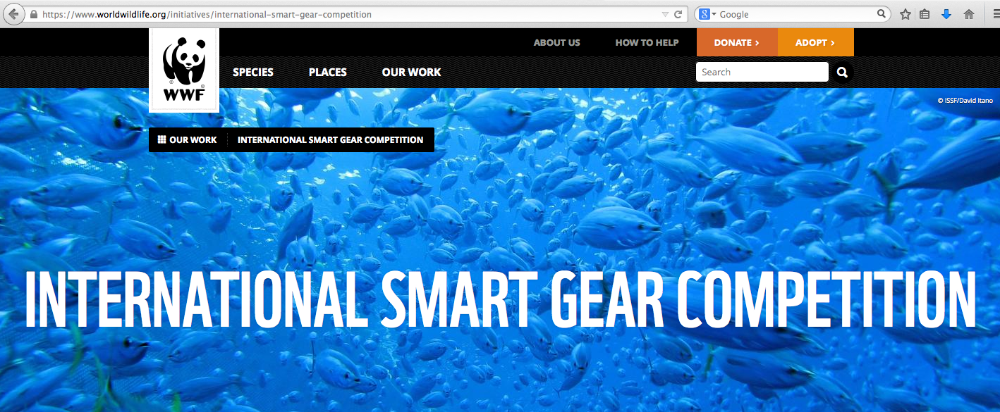 https://www.worldwildlife.org/initiatives/international-smart-gear-competition
8 Google
ABOUT US HOW TO HELP DONATE › ADOPT ›
SPECIES PLACES OUR WORK Search
© WWF ®
© ISSF/David Itano
OUR WORK INTERNATIONAL SMART GEAR COMPETITION
INTERNATIONAL SMART GEAR COMPETITION